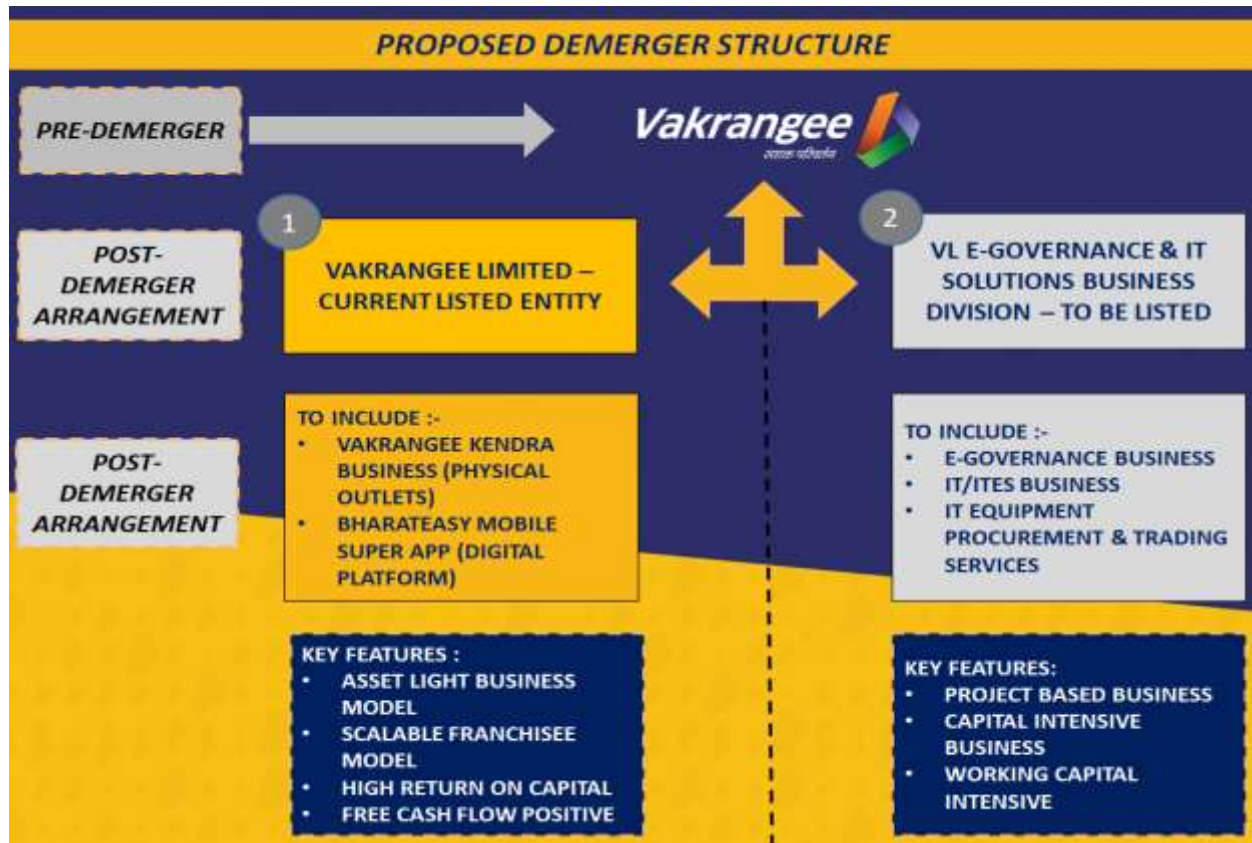 PROPOSED DEMERGER STRUCTURE
PRE-DEMERGER
Vakrangee
POST-
DEMERGER
ARRANGEMENT
1
VAKRANGEE LIMITED –
CURRENT LISTED ENTITY
2
VL E-GOVERNANCE & IT
SOLUTIONS BUSINESS
DIVISION – TO BE LISTED
POST-
DEMERGER
ARRANGEMENT
TO INCLUDE :-
• VAKRANGEE KENDRA
BUSINESS (PHYSICAL
OUTLETS)
• BHARATEASY MOBILE
SUPER APP (DIGITAL
PLATFORM)
TO INCLUDE :-
• E-GOVERNANCE BUSINESS
• IT/ITES BUSINESS
• IT EQUIPMENT
PROCUREMENT & TRADING
SERVICES
KEY FEATURES :
• ASSET LIGHT BUSINESS
MODEL
• SCALABLE FRANCHISEE
MODEL
• HIGH RETURN ON CAPITAL
• FREE CASH FLOW POSITIVE
KEY FEATURES:
• PROJECT BASED BUSINESS
• CAPITAL INTENSIVE
BUSINESS
• WORKING CAPITAL
INTENSIVE